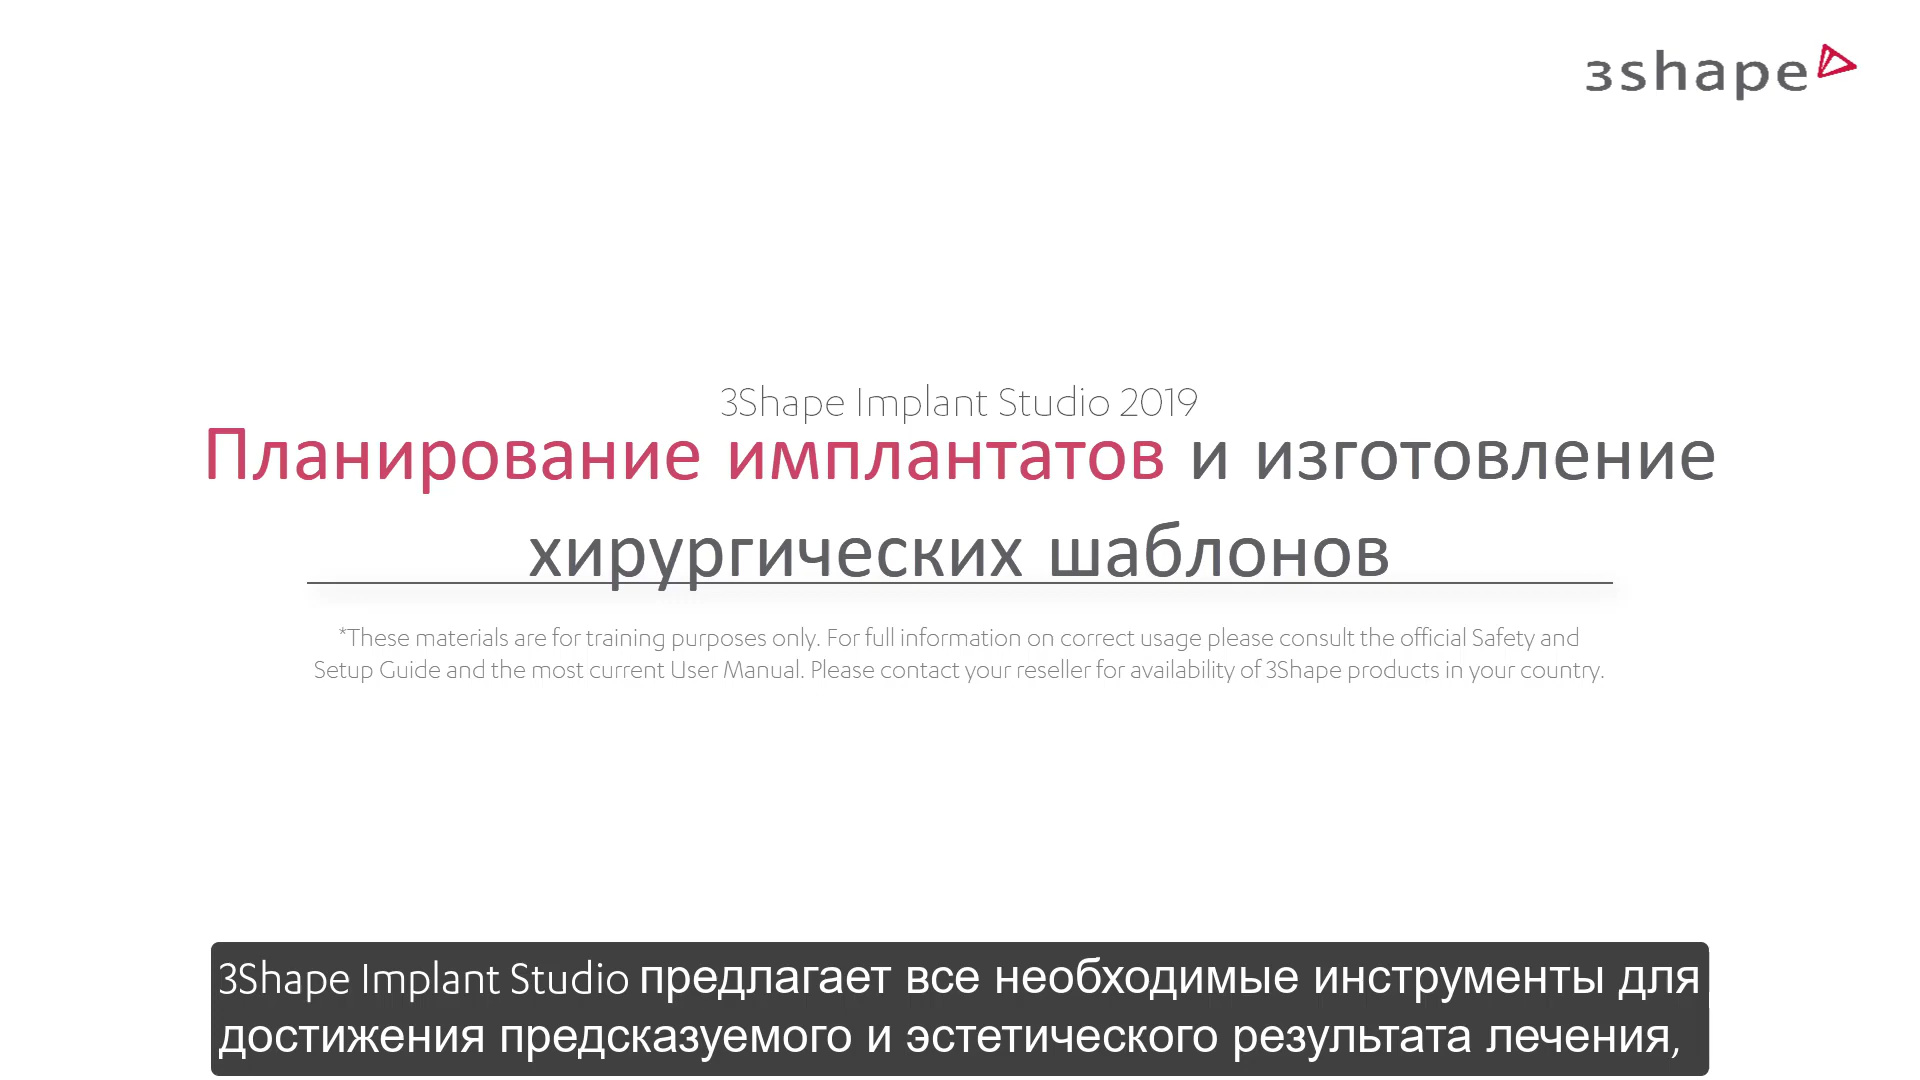 3shape
3Shape Implant Studio 2019
Планирование имплантатов и изготовление
хирургических шаблонов
*These materials are for training purposes only. For full information on correct usage please consult the official Safety and
Setup Guide and the most current User Manual. Please contact your reseller for availability of 3Shape products in your country.
3Shape Implant Studio предлагает все необходимые инструменты для
достижения предсказуемого и эстетического результата лечения,